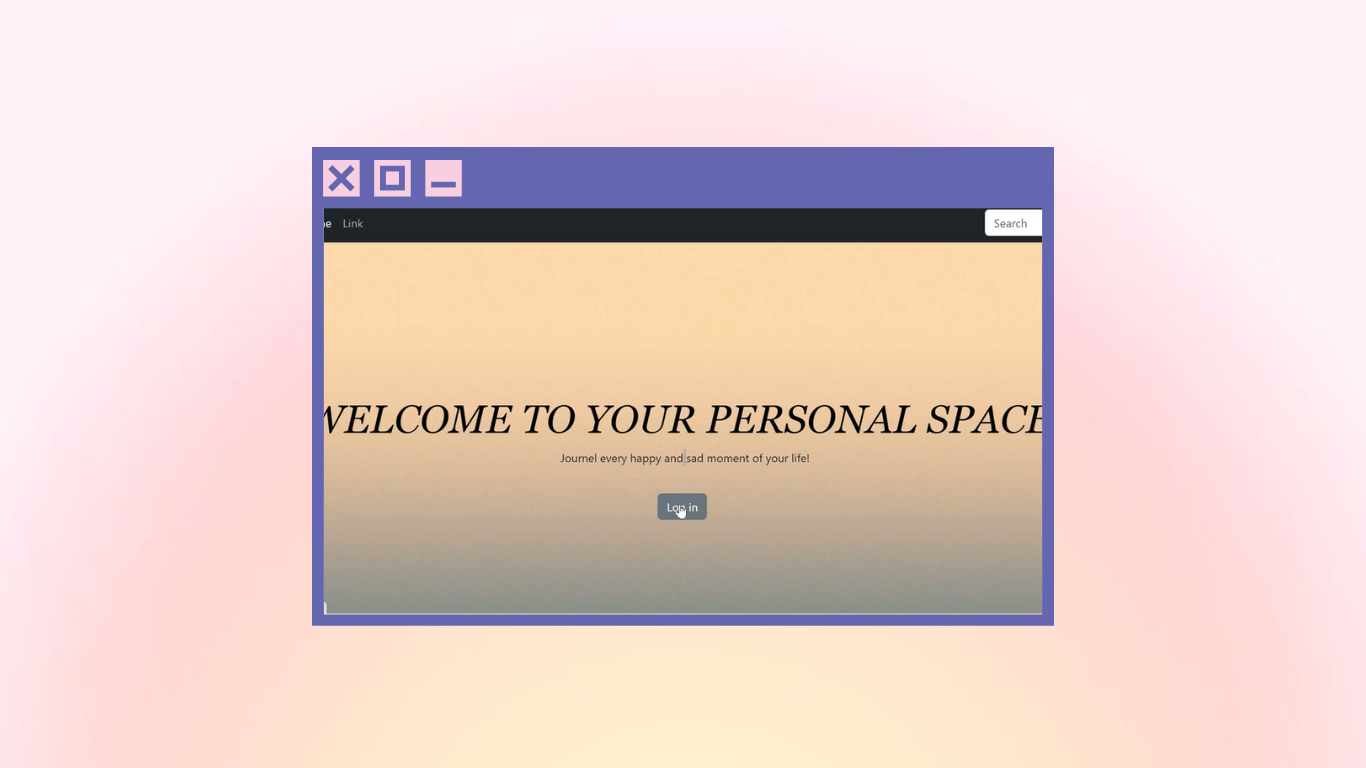 Link
Search
WELCOME TO YOUR PERSONAL SPACE
Journel every happy and sad moment of your life!
Log in